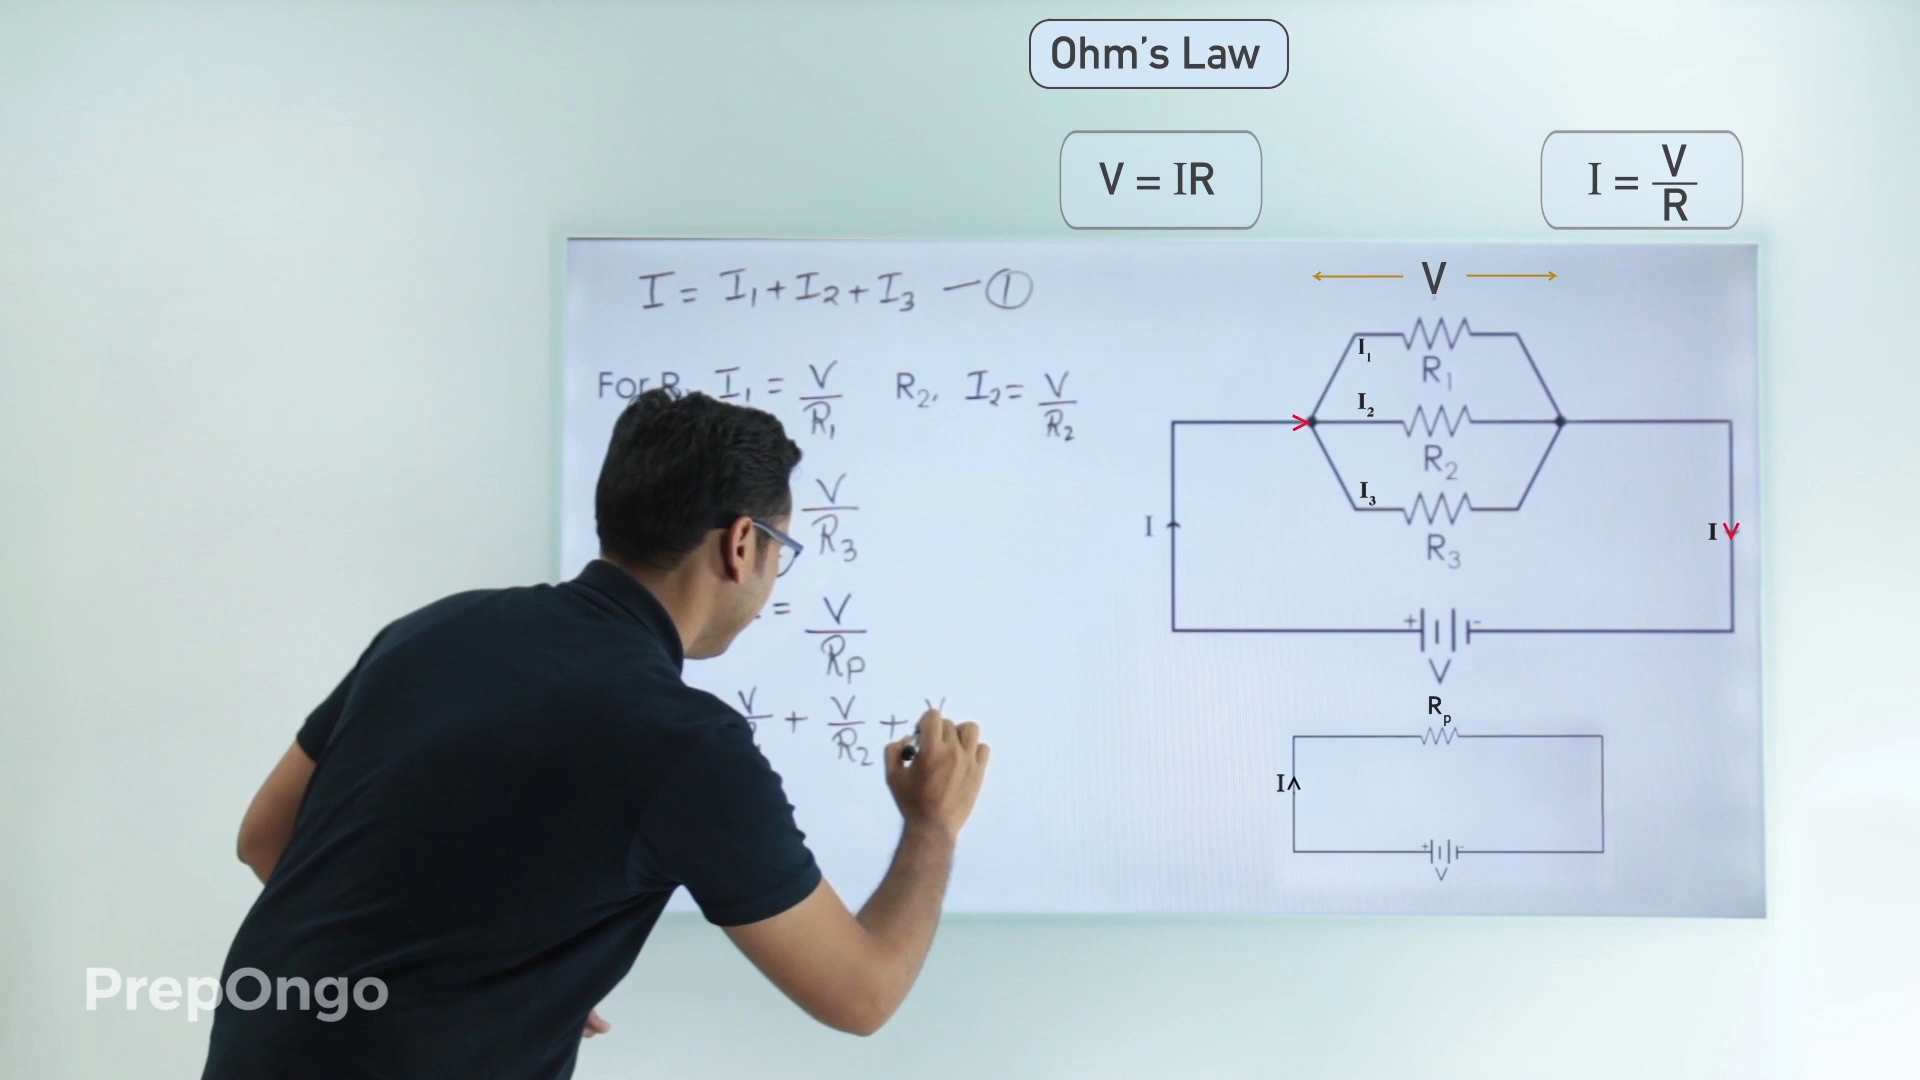 Ohm's Law
V = IR
I = V/R
I = I₁ + I₂ + I₃ — ①
For R₁, I₁ = V/R₁ R₂, I₂ = V/R₂
V/R₃
= V/Rp
V + V/R₂ + V
V
I₁
R₁
I₂
R₂
I₃
R₃
I
I
+ -
V
Rp
I
+ -
V
PrepOngo